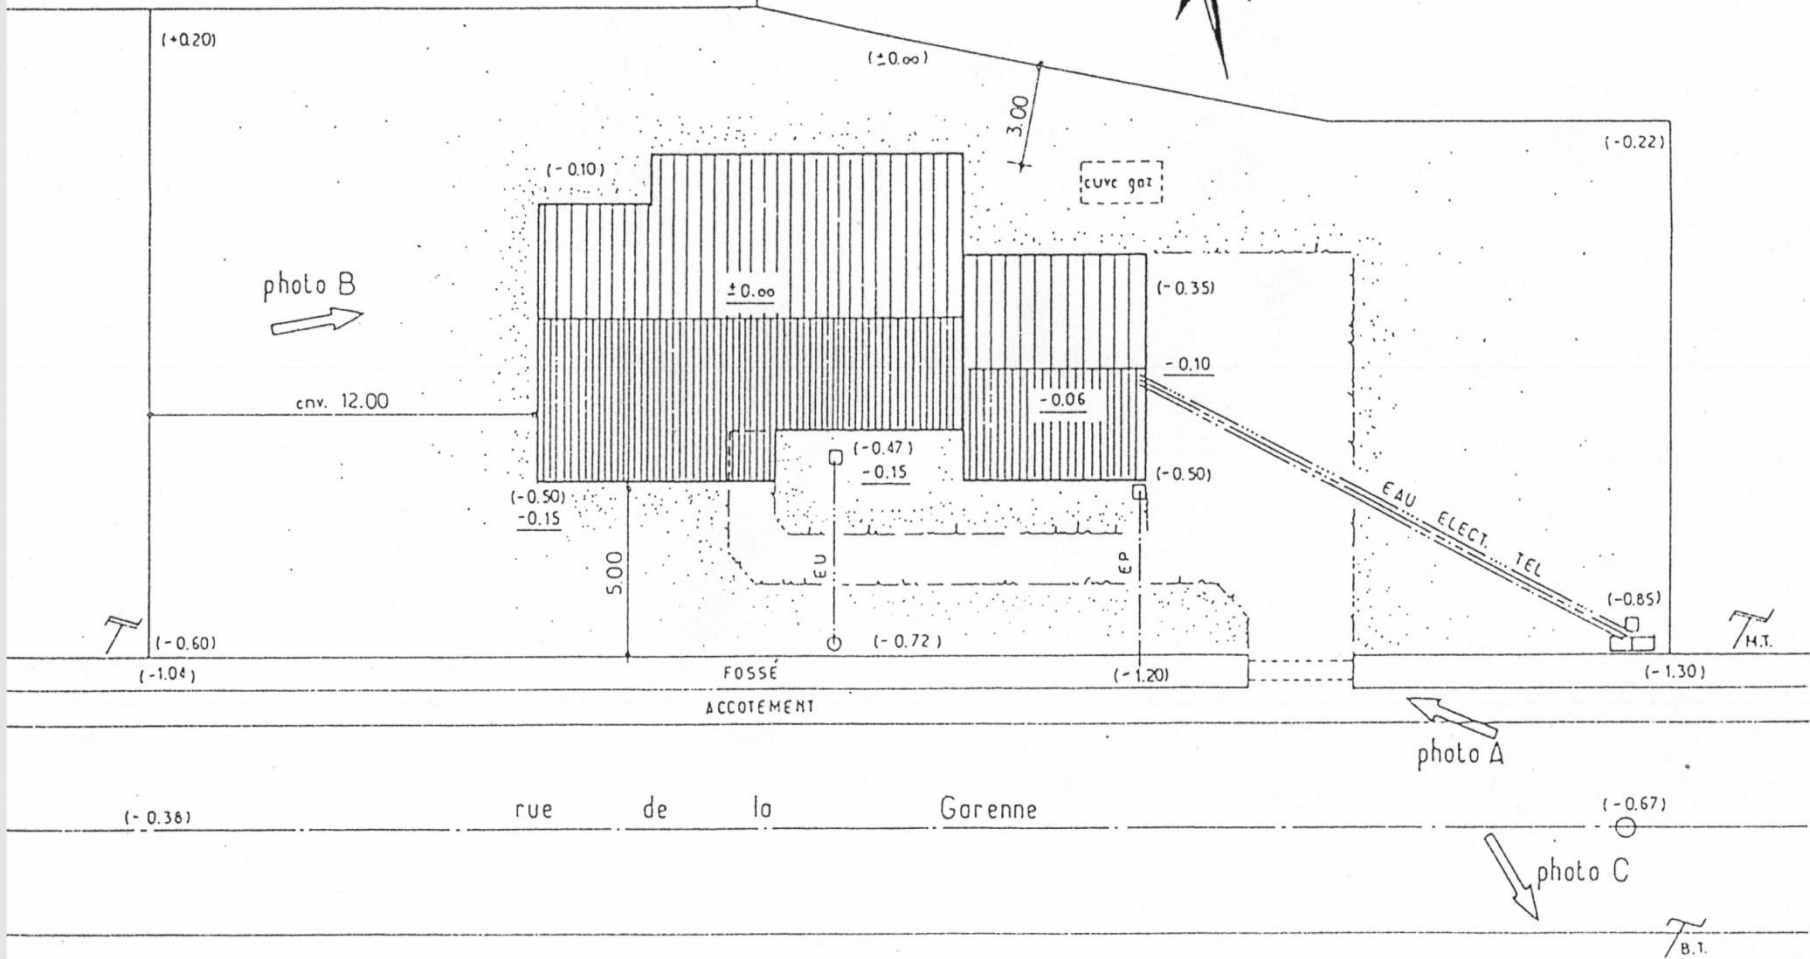 (+0.20)
(±0.00)
3.00
(-0.22)
(-0.10)
cuve gaz
photo B
±0.00
(-0.35)
-0.10
env. 12.00
-0.06
(-0.47)
-0.15
(-0.50)
(-0.50)
-0.15
EAU ELECT. TEL
5.00
EU
EP
(-0.85)
(-0.60)
(-0.72)
H.T.
(-1.04)
FOSSÉ
(-1.20)
(-1.30)
ACCOTEMENT
photo A
rue de la Garenne
(-0.38)
(-0.67)
photo C
B.T.